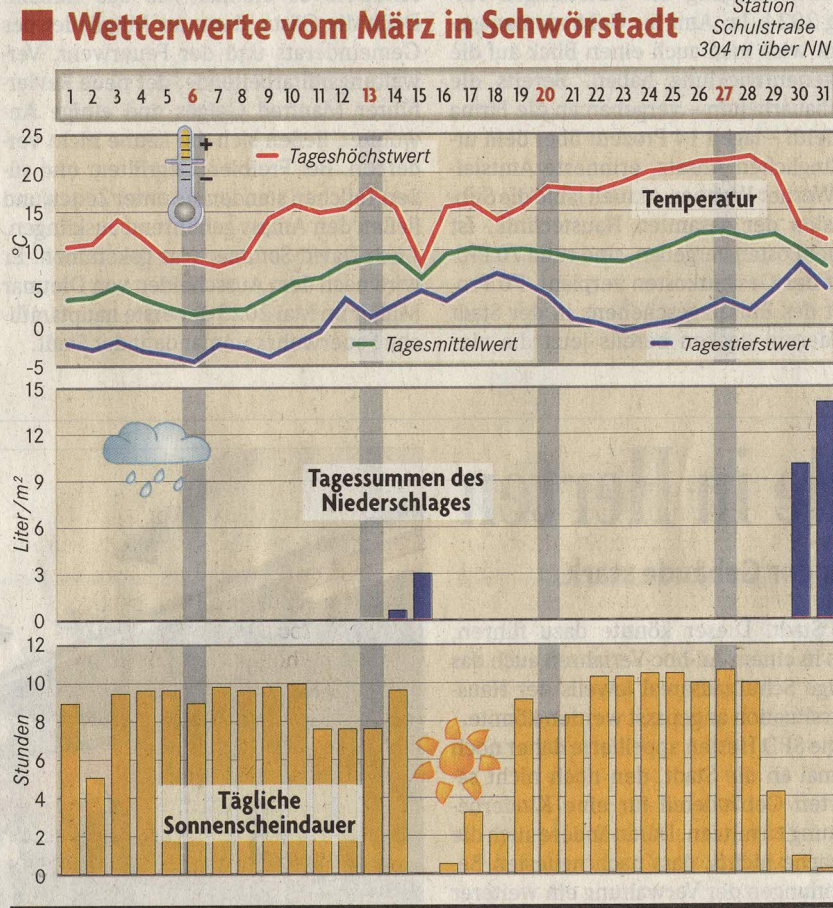 Wetterwerte vom März in Schwörstadt
Station
Schulstraße
304 m über NN
1 2 3 4 5 6 7 8 9 10 11 12 13 14 15 16 17 18 19 20 21 22 23 24 25 26 27 28 29 30 31
25
20
15
10
5
0
-5
°C
+
−
Tageshöchstwert
Temperatur
Tagesmittelwert
Tagestiefstwert
15
12
9
6
3
0
Liter/m²
Tagessummen des
Niederschlages
12
10
8
6
4
2
0
Stunden
Tägliche
Sonnenscheindauer